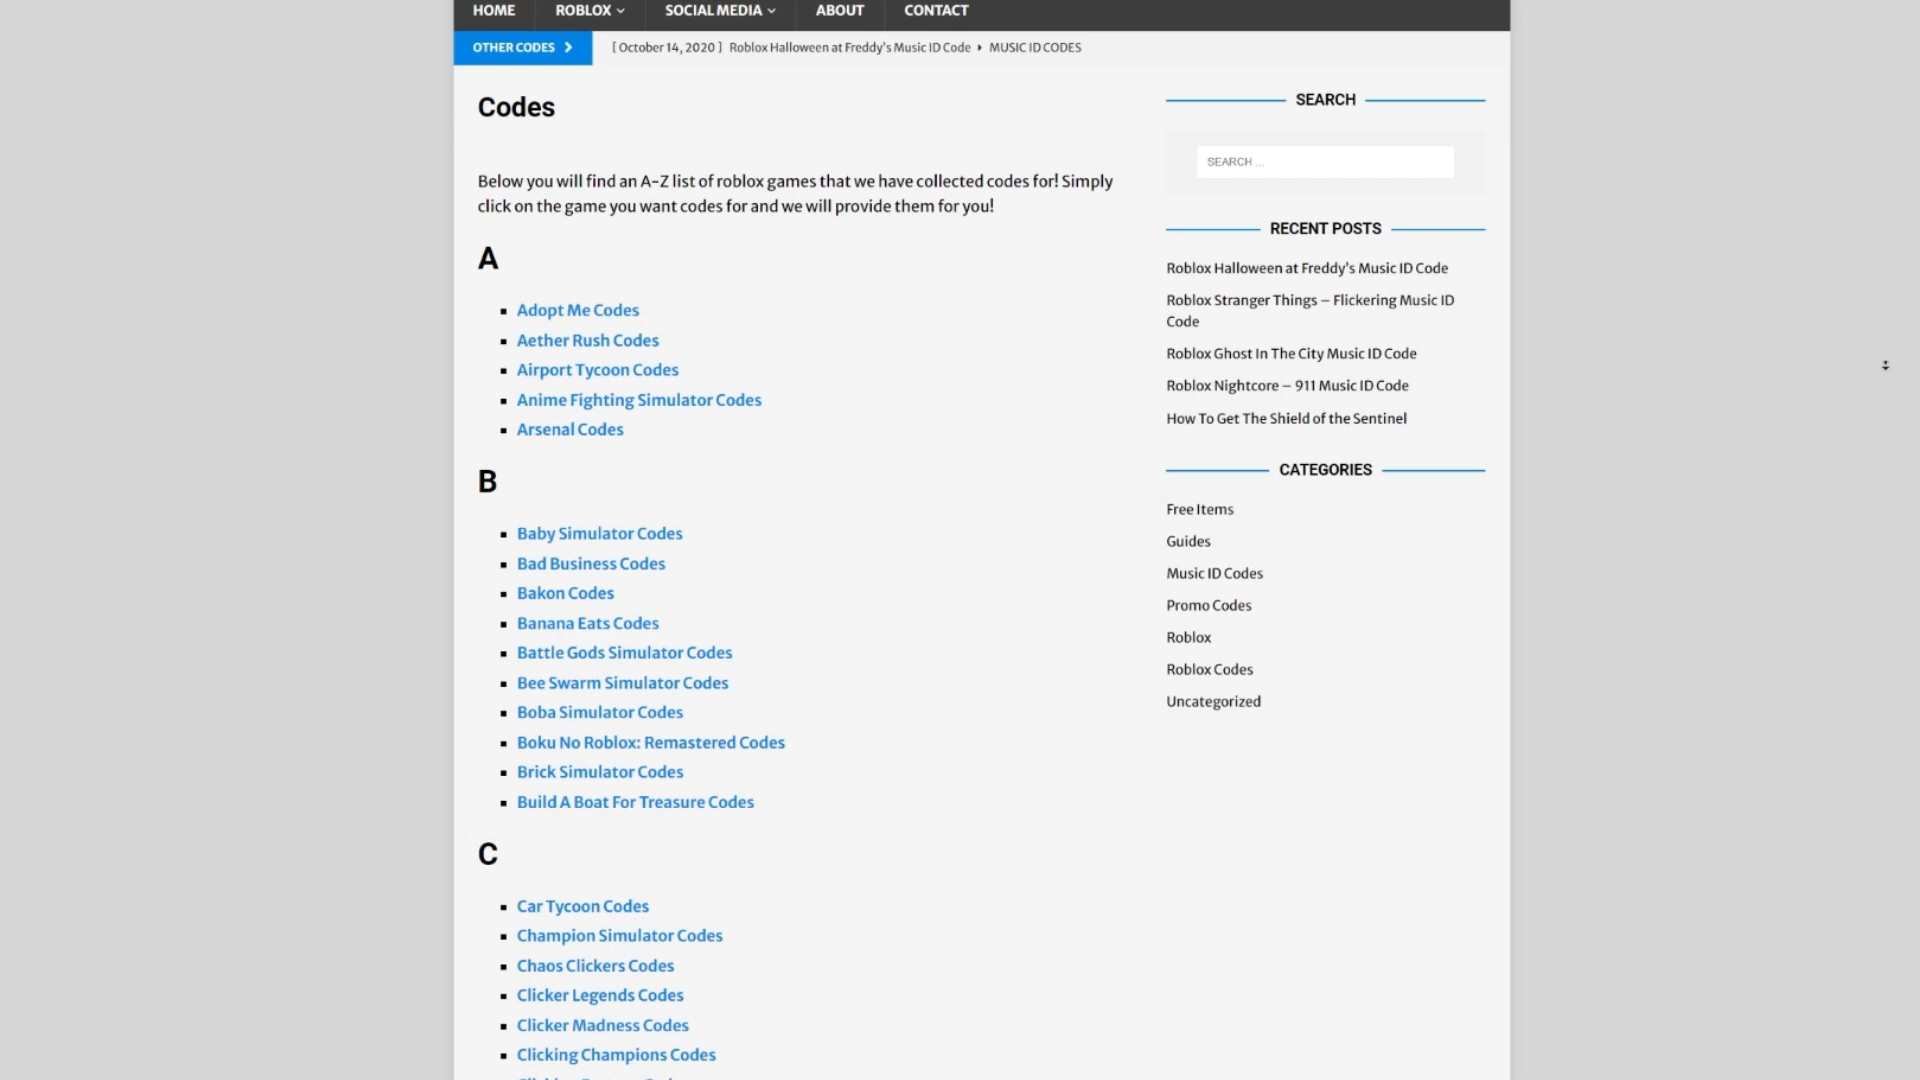 HOME ROBLOX SOCIAL MEDIA ABOUT CONTACT
OTHER CODES [ October 14, 2020 ] Roblox Halloween at Freddy's Music ID Code MUSIC ID CODES
Codes
Below you will find an A-Z list of roblox games that we have collected codes for! Simply
click on the game you want codes for and we will provide them for you!
A
Adopt Me Codes
Aether Rush Codes
Airport Tycoon Codes
Anime Fighting Simulator Codes
Arsenal Codes
B
Baby Simulator Codes
Bad Business Codes
Bakon Codes
Banana Eats Codes
Battle Gods Simulator Codes
Bee Swarm Simulator Codes
Boba Simulator Codes
Boku No Roblox: Remastered Codes
Brick Simulator Codes
Build A Boat For Treasure Codes
C
Car Tycoon Codes
Champion Simulator Codes
Chaos Clickers Codes
Clicker Legends Codes
Clicker Madness Codes
Clicking Champions Codes
SEARCH
SEARCH ...
RECENT POSTS
Roblox Halloween at Freddy's Music ID Code
Roblox Stranger Things – Flickering Music ID
Code
Roblox Ghost In The City Music ID Code
Roblox Nightcore – 911 Music ID Code
How To Get The Shield of the Sentinel
CATEGORIES
Free Items
Guides
Music ID Codes
Promo Codes
Roblox
Roblox Codes
Uncategorized